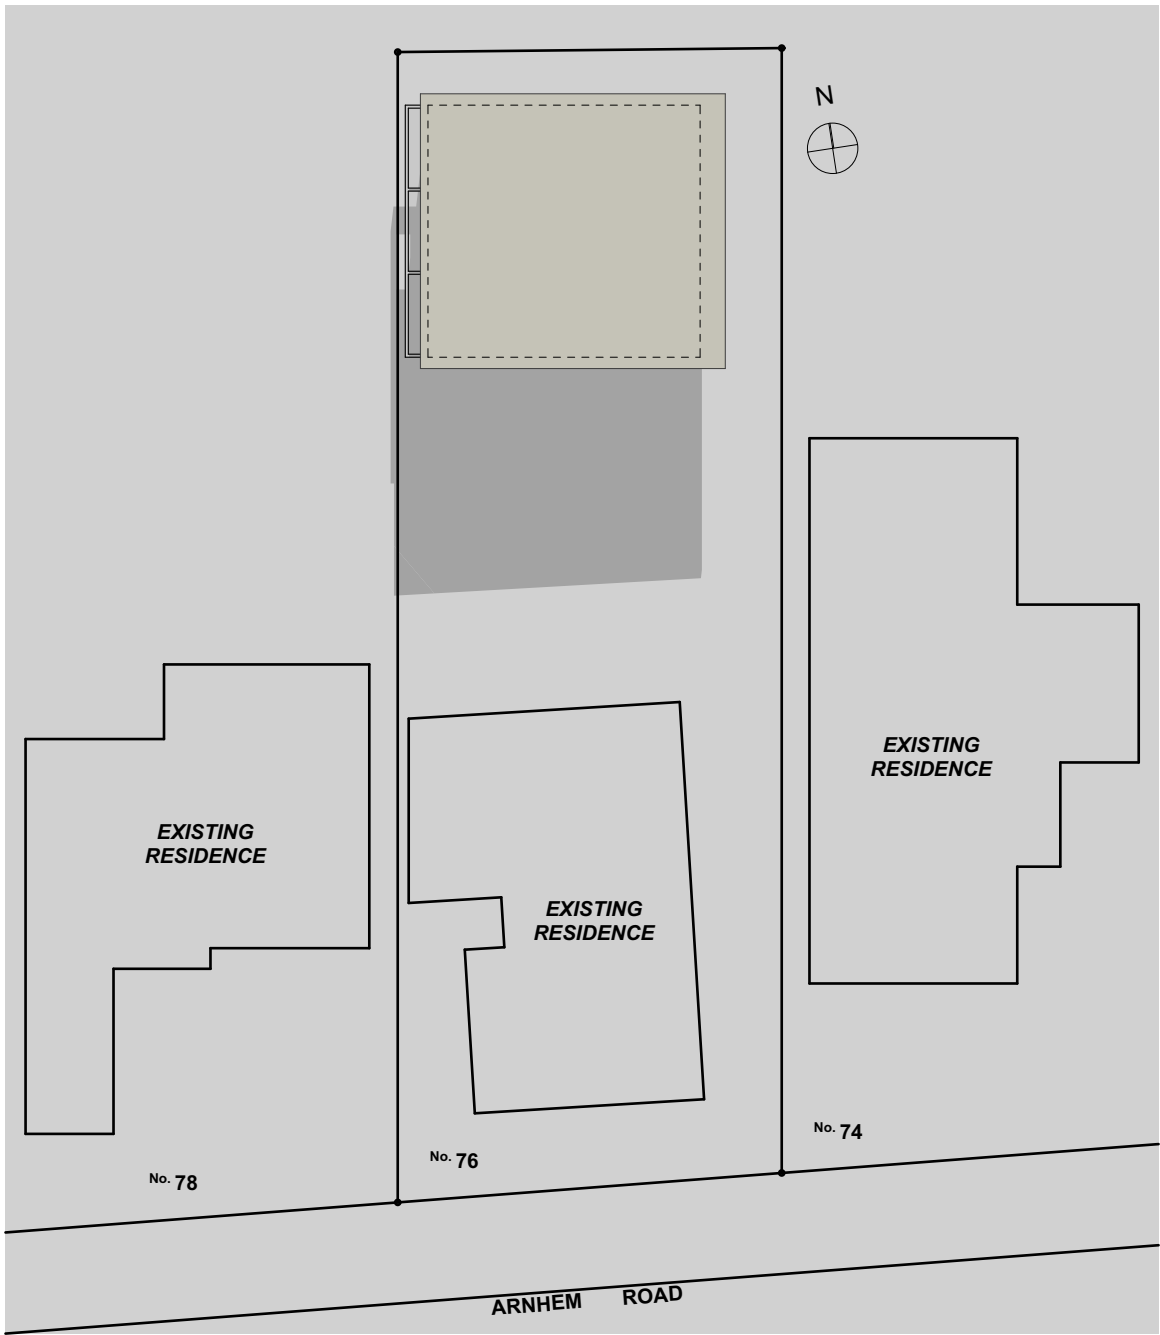 N
EXISTING
RESIDENCE
EXISTING
RESIDENCE
EXISTING
RESIDENCE
No. 74
No. 76
No. 78
ARNHEM ROAD